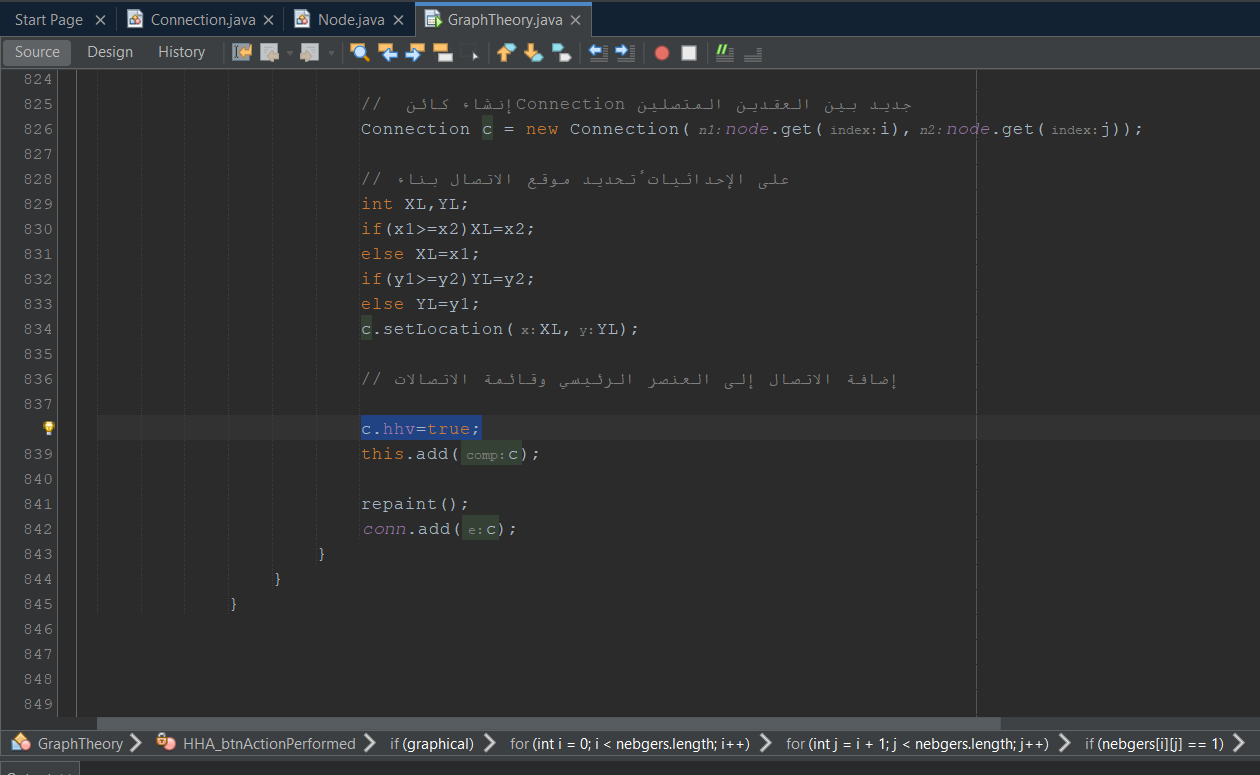 Start Page Connection.java Node.java GraphTheory.java
Source Design History
824
825 // إنشاء كائن Connection جديد بين العقدين المتصلين
826 Connection c = new Connection( n1: node.get( index: i), n2: node.get( index: j));
827
828 // تحديد موقع الاتصال بناءً على الإحداثيات
829 int XL,YL;
830 if(x1>=x2)XL=x2;
831 else XL=x1;
832 if(y1>=y2)YL=y2;
833 else YL=y1;
834 c.setLocation( x: XL, y: YL);
835
836 // إضافة الاتصال إلى العنصر الرئيسي وقائمة الاتصالات
837
c.hhv=true;
839 this.add( comp: c);
840
841 repaint();
842 conn.add( e: c);
843 }
844 }
845 }
846
847
848
849
GraphTheory HHA_btnActionPerformed if (graphical) for (int i = 0; i < nebgers.length; i++) for (int j = i + 1; j < nebgers.length; j++) if (nebgers[i][j] == 1)